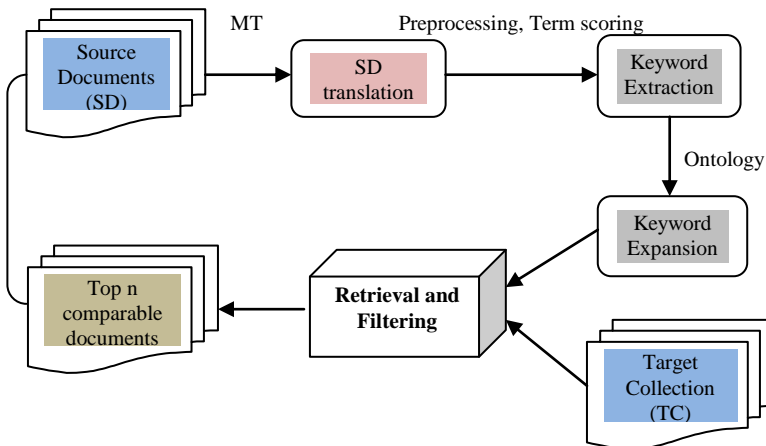 MT
Preprocessing, Term scoring
Source
Documents
(SD)
SD
translation
Keyword
Extraction
Ontology
Keyword
Expansion
Retrieval and
Filtering
Top n
comparable
documents
Target
Collection
(TC)